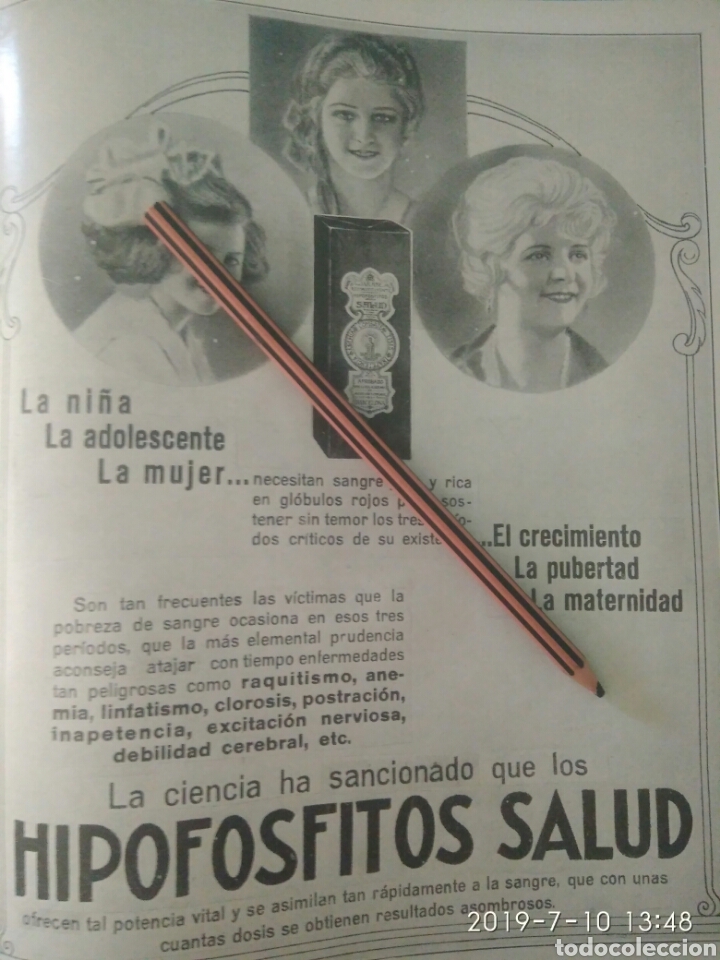 SALUD
La niña
La adolescente
La mujer...necesitan sangre y rica
en glóbulos rojos sos-
tener sin temor los tres
dos críticos de su
...El crecimiento
La pubertad
La maternidad
Son tan frecuentes las víctimas que la
pobreza de sangre ocasiona en esos tres
períodos, que la más elemental prudencia
aconseja atajar con tiempo enfermedades
tan peligrosas como raquitismo, ane-
mia, linfatismo, clorosis, postración,
inapetencia, excitación nerviosa,
debilidad cerebral, etc.
La ciencia ha sancionado que los
HIPOFOSFITOS SALUD
ofrecen tal potencia vital y se asimilan tan rápidamente a la sangre, que con unas
cuantas dosis se obtienen resultados asombrosos.
2019-7-10 13:48
todocoleccion